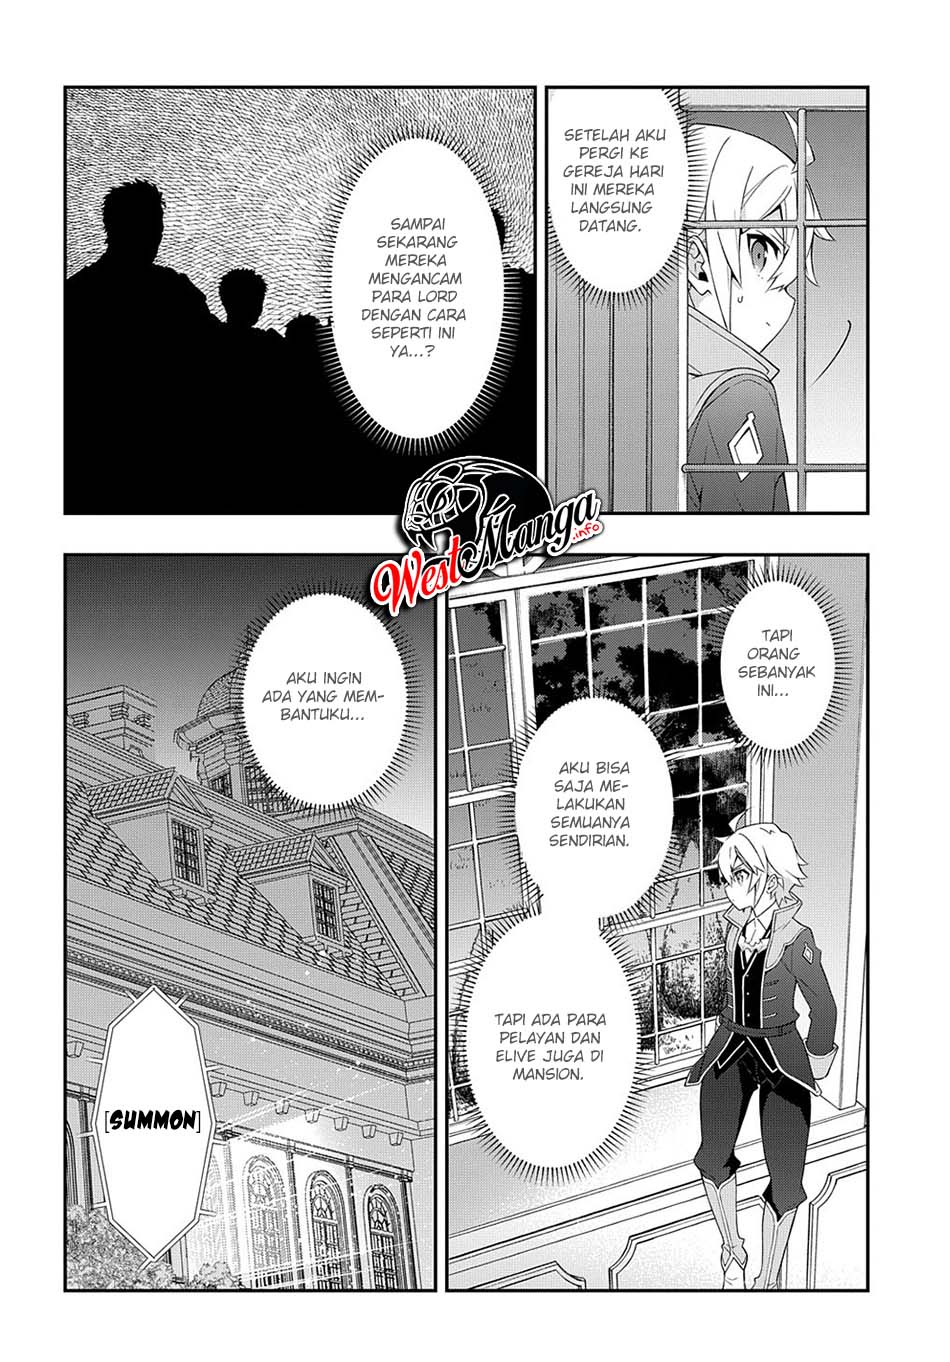 SETELAH AKU
PERGI KE
GEREJA HARI
INI MEREKA
LANGSUNG
DATANG.
SAMPAI
SEKARANG
MEREKA
MENGANCAM
PARA LORD
DENGAN CARA
SEPERTI INI
YA...?
WestManga
.info
TAPI
ORANG
SEBANYAK
INI...
AKU BISA
SAJA ME-
LAKUKAN
SEMUANYA
SENDIRIAN.
TAPI ADA PARA
PELAYAN DAN
ELIVE JUGA DI
MANSION.
AKU INGIN
ADA YANG MEM-
BANTUKU...
[SUMMON]